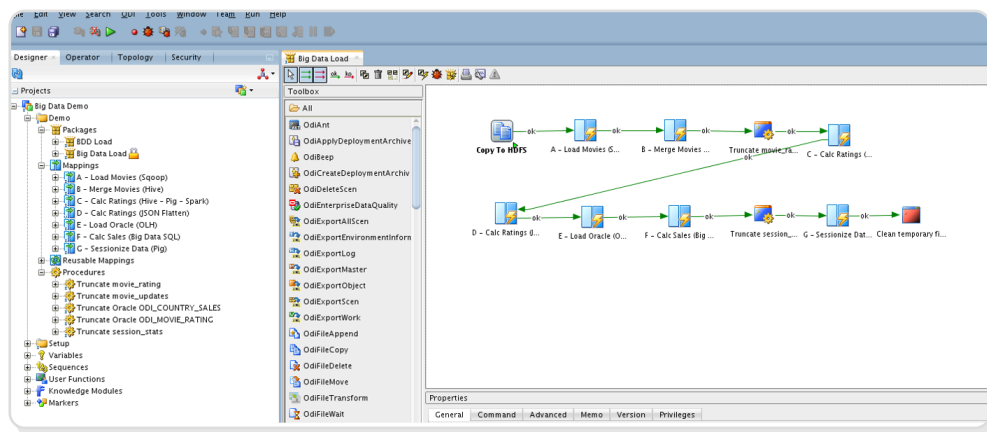 File Edit View Search ODI Tools Window Team Run Help
Designer Operator Topology Security
Big Data Load
Projects
Toolbox
All
Big Data Demo
Demo
Packages
BDD Load
Big Data Load
Mappings
A - Load Movies (Sqoop)
B - Merge Movies (Hive)
C - Calc Ratings (Hive - Pig - Spark)
D - Calc Ratings (JSON Flatten)
E - Load Oracle (OLH)
F - Calc Sales (Big Data SQL)
G - Sessionize Data (Pig)
Reusable Mappings
Procedures
Truncate movie_rating
Truncate movie_updates
Truncate Oracle ODI_COUNTRY_SALES
Truncate Oracle ODI_MOVIE_RATING
Truncate session_stats
Setup
Variables
Sequences
User Functions
Knowledge Modules
Markers
OdiAnt
OdiApplyDeploymentArchive
OdiBeep
OdiCreateDeploymentArchiv
OdiDeleteScen
OdiEnterpriseDataQuality
OdiExportAllScen
OdiExportEnvironmentInform
OdiExportLog
OdiExportMaster
OdiExportObject
OdiExportScen
OdiExportWork
OdiFileAppend
OdiFileCopy
OdiFileDelete
OdiFileMove
OdiFileTransform
OdiFileWait
ok ok ok ok
Copy To HDFS A - Load Movies (S... B - Merge Movies ... Truncate movie_ra... C - Calc Ratings (...
ok
ok ok ok ok ok
D - Calc Ratings (J... E - Load Oracle (O... F - Calc Sales (Big ... Truncate session_... G - Sessionize Dat... Clean temporary fi...
Properties
General Command Advanced Memo Version Privileges